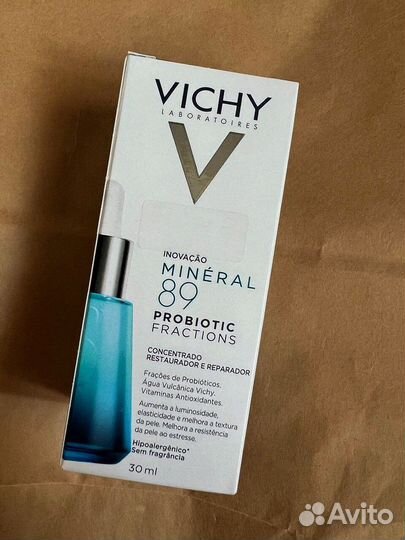 VICHY
LABORATOIRES
V
INOVAÇÃO
MINÉRAL
89
PROBIOTIC
FRACTIONS
CONCENTRADO
RESTAURADOR E REPARADOR
Frações de Probióticos.
Água Vulcânica Vichy.
Vitaminas Antioxidantes.
Aumenta a luminosidade,
elasticidade e melhora a textura
da pele. Melhora a resistência
da pele ao estresse.
Hipoalergênico*
Sem fragrância
30 ml
Avito